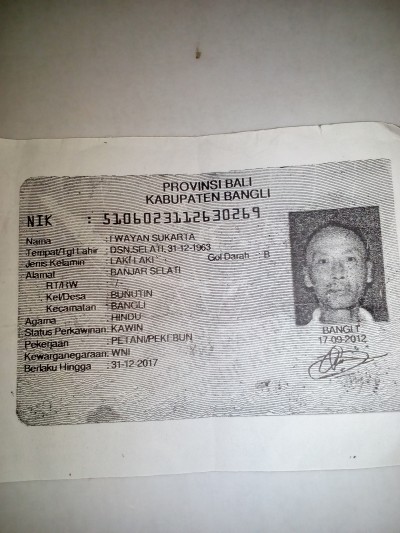 PROVINSI BALI
KABUPATEN BANGLI
NIK : 5106023112630269
Nama : I WAYAN SUKARTA
Tempat/Tgl Lahir : DSN.SELATI, 31-12-1963
Jenis Kelamin : LAKI-LAKI Gol Darah : B
Alamat : BANJAR SELATI
RT/RW : /
Kel/Desa : BUNUTIN
Kecamatan : BANGLI
Agama : HINDU
Status Perkawinan: KAWIN
Pekerjaan : PETANI/PEKEBUN
Kewarganegaraan: WNI
Berlaku Hingga : 31-12-2017
BANGLI
17-09-2012